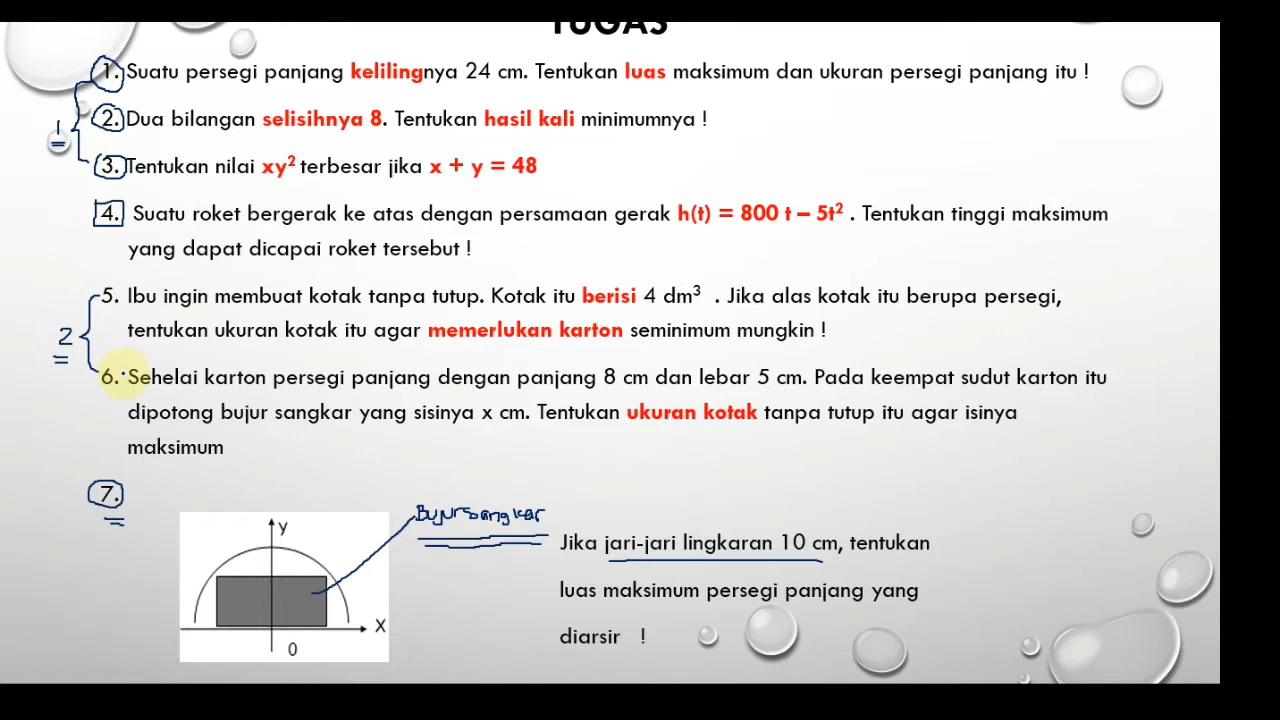 TUGAS
1. Suatu persegi panjang kelilingnya 24 cm. Tentukan luas maksimum dan ukuran persegi panjang itu !
2. Dua bilangan selisihnya 8. Tentukan hasil kali minimumnya !
1
3. Tentukan nilai xy² terbesar jika x + y = 48
4. Suatu roket bergerak ke atas dengan persamaan gerak h(t) = 800 t – 5t² . Tentukan tinggi maksimum
yang dapat dicapai roket tersebut !
5. Ibu ingin membuat kotak tanpa tutup. Kotak itu berisi 4 dm³ . Jika alas kotak itu berupa persegi,
2
tentukan ukuran kotak itu agar memerlukan karton seminimum mungkin !
6. Sehelai karton persegi panjang dengan panjang 8 cm dan lebar 5 cm. Pada keempat sudut karton itu
dipotong bujur sangkar yang sisinya x cm. Tentukan ukuran kotak tanpa tutup itu agar isinya
maksimum
7.
Bujursangkar
y
X
0
Jika jari-jari lingkaran 10 cm, tentukan
luas maksimum persegi panjang yang
diarsir !